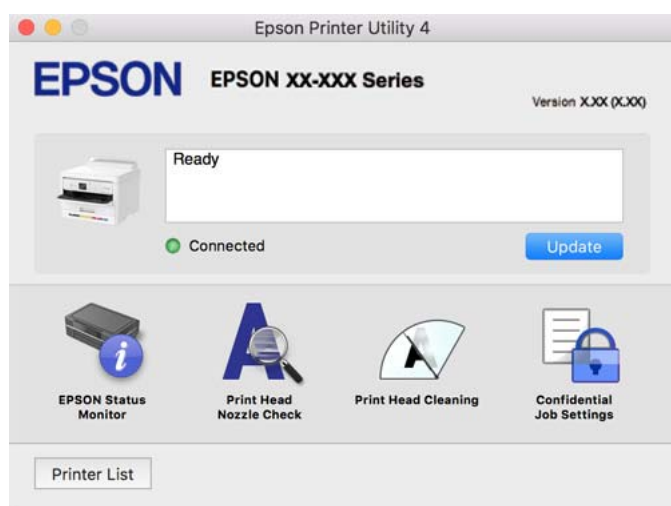 Epson Printer Utility 4
EPSON
EPSON XX-XXX Series
Version X.XX (X.XX)
Ready
Connected
Update
EPSON Status
Monitor
Print Head
Nozzle Check
Print Head Cleaning
Confidential
Job Settings
Printer List